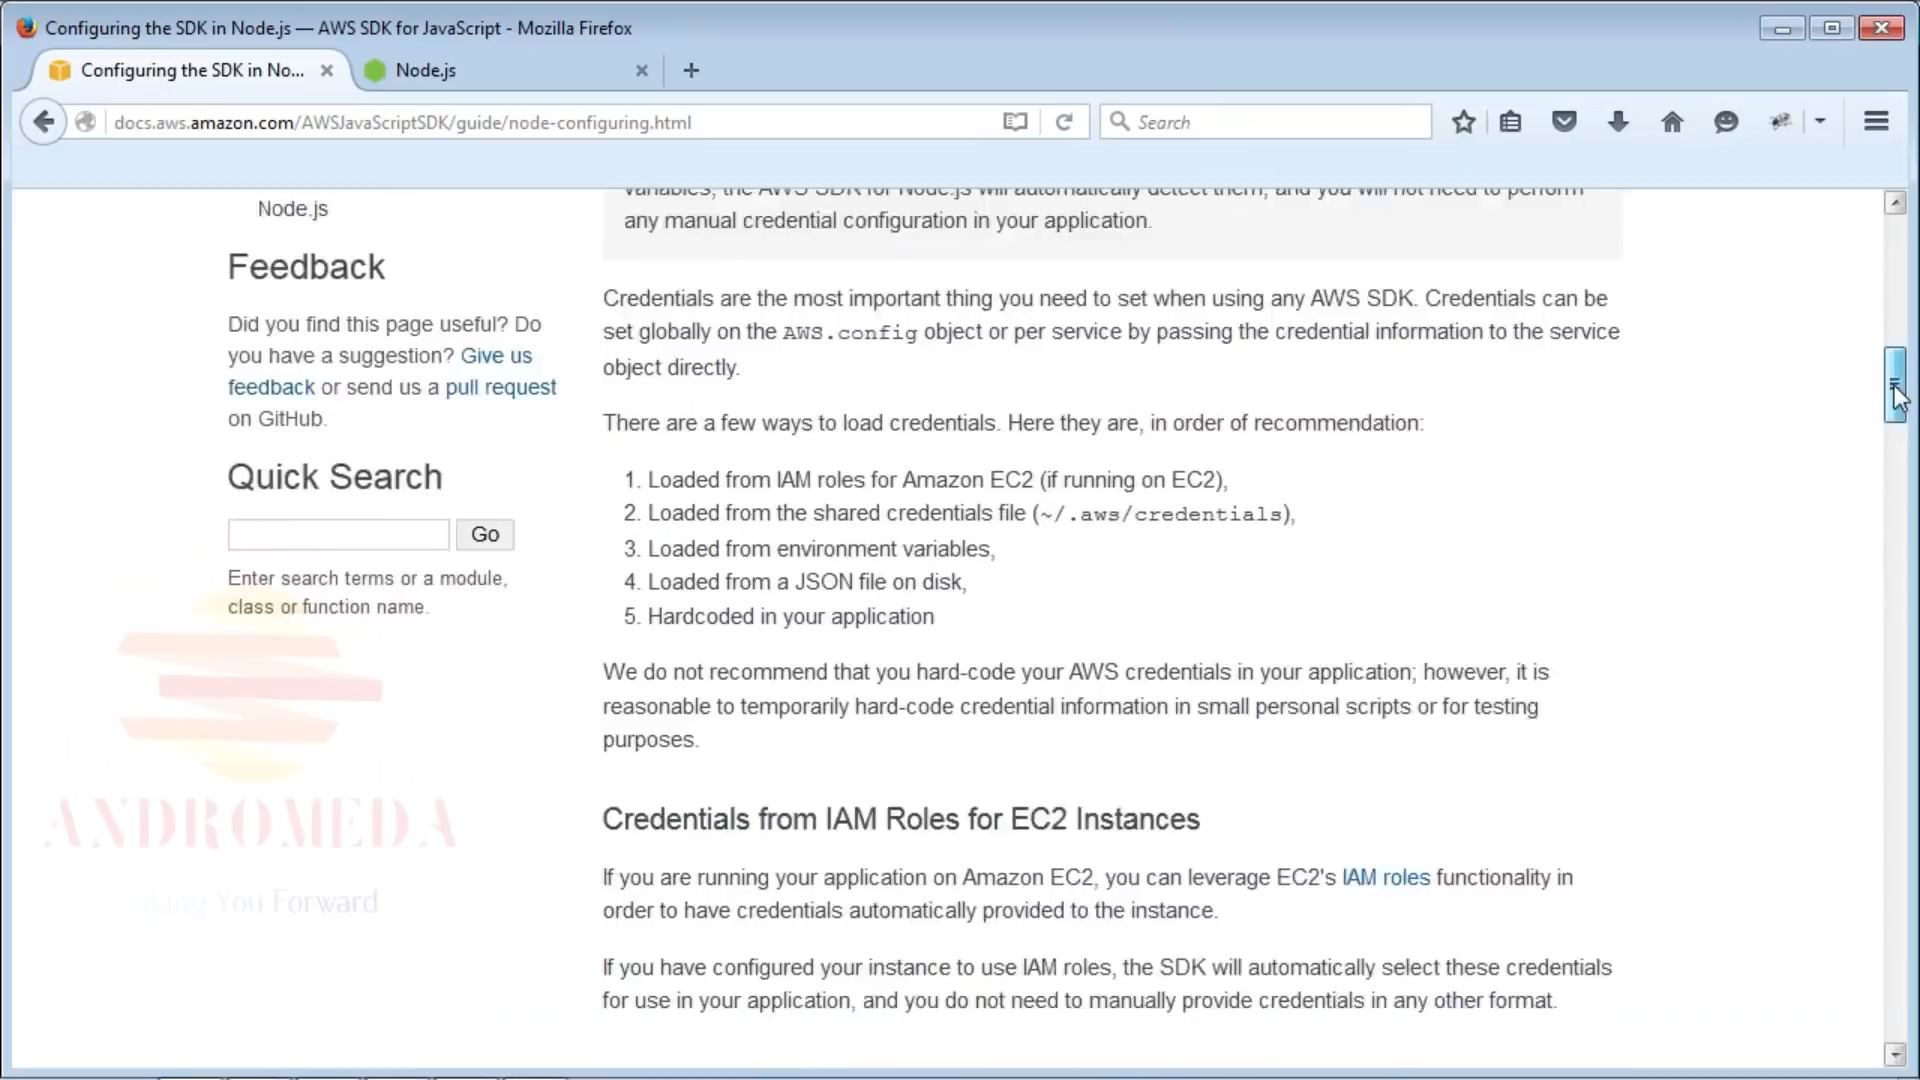 Configuring the SDK in Node.js — AWS SDK for JavaScript - Mozilla Firefox
Configuring the SDK in No...
Node.js
docs.aws.amazon.com/AWSJavaScriptSDK/guide/node-configuring.html
Search
Node.js
Feedback
Did you find this page useful? Do
you have a suggestion? Give us
feedback or send us a pull request
on GitHub.
Quick Search
Go
Enter search terms or a module,
class or function name.
ANDROMEDA
You Forward
variables, the AWS SDK for Node.js will automatically detect them, and you will not need to perform
any manual credential configuration in your application.
Credentials are the most important thing you need to set when using any AWS SDK. Credentials can be
set globally on the AWS.config object or per service by passing the credential information to the service
object directly.
There are a few ways to load credentials. Here they are, in order of recommendation:
1. Loaded from IAM roles for Amazon EC2 (if running on EC2),
2. Loaded from the shared credentials file (~/.aws/credentials),
3. Loaded from environment variables,
4. Loaded from a JSON file on disk,
5. Hardcoded in your application
We do not recommend that you hard-code your AWS credentials in your application; however, it is
reasonable to temporarily hard-code credential information in small personal scripts or for testing
purposes.
Credentials from IAM Roles for EC2 Instances
If you are running your application on Amazon EC2, you can leverage EC2's IAM roles functionality in
order to have credentials automatically provided to the instance.
If you have configured your instance to use IAM roles, the SDK will automatically select these credentials
for use in your application, and you do not need to manually provide credentials in any other format.